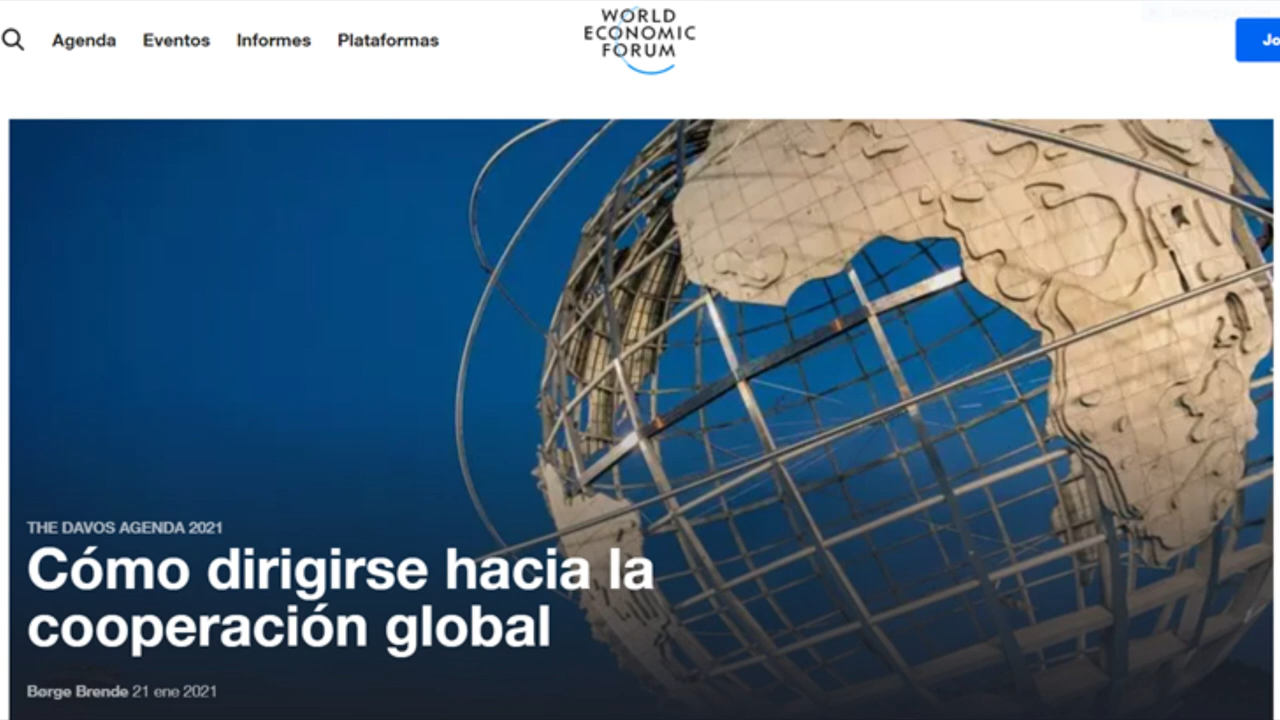 Agenda Eventos Informes Plataformas
WORLD
ECONOMIC
FORUM
Jo
THE DAVOS AGENDA 2021
Cómo dirigirse hacia la
cooperación global
Børge Brende 21 ene 2021